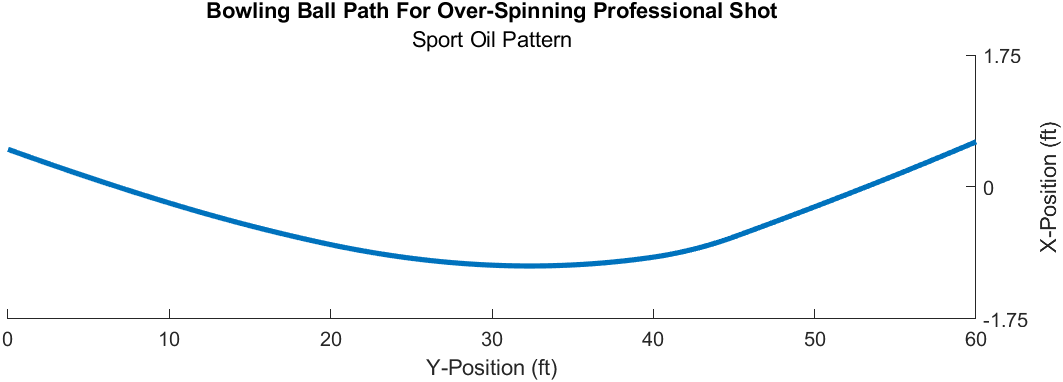 Bowling Ball Path For Over-Spinning Professional Shot
Sport Oil Pattern
1.75
0
-1.75
X-Position (ft)
0 10 20 30 40 50 60
Y-Position (ft)